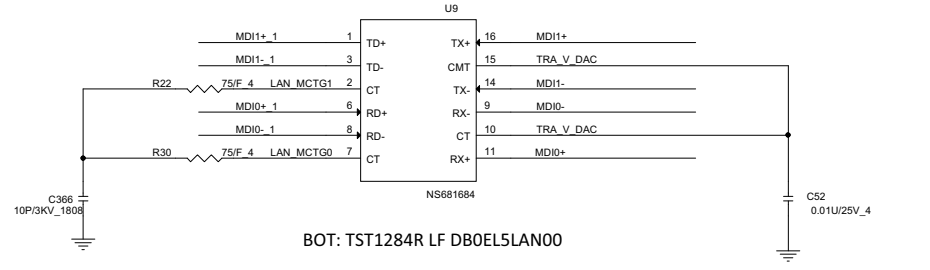 U9
MDI1+_1 1 TD+ TX+ 16 MDI1+
MDI1-_1 3 TD- CMT 15 TRA_V_DAC
R22 75/F_4 LAN_MCTG1 2 CT TX- 14 MDI1-
MDI0+_1 6 RD+ RX- 9 MDI0-
MDI0-_1 8 RD- CT 10 TRA_V_DAC
R30 75/F_4 LAN_MCTG0 7 CT RX+ 11 MDI0+
NS681684
C366
10P/3KV_1808
C52
0.01U/25V_4
BOT: TST1284R LF DB0EL5LAN00